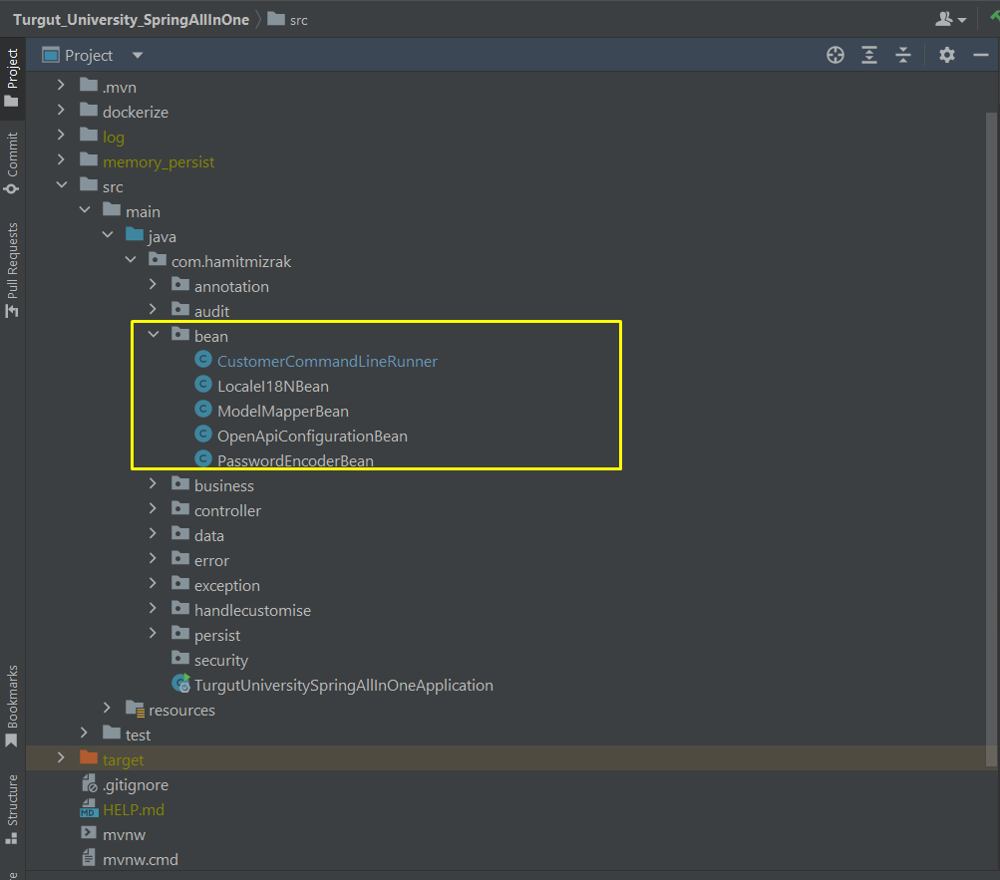 Turgut_University_SpringAllInOne src
Project
Project
Commit
Pull Requests
Bookmarks
Structure
.mvn
dockerize
log
memory_persist
src
main
java
com.hamitmizrak
annotation
audit
bean
C CustomerCommandLineRunner
C LocaleI18NBean
C ModelMapperBean
C OpenApiConfigurationBean
C PasswordEncoderBean
business
controller
data
error
exception
handlecustomise
persist
security
TurgutUniversitySpringAllInOneApplication
resources
test
target
.gitignore
MD HELP.md
mvnw
mvnw.cmd